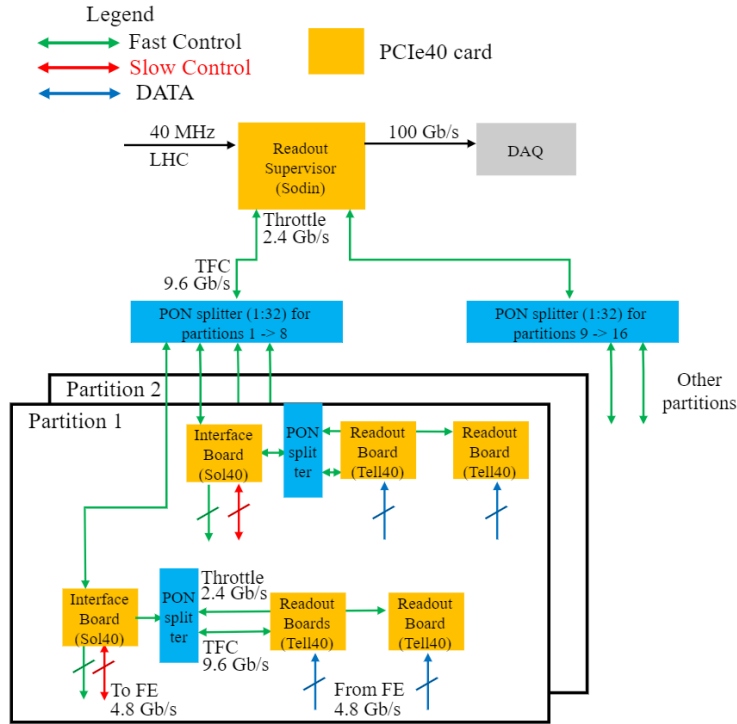 Legend
Fast Control
Slow Control
DATA
PCIe40 card
40 MHz
LHC
Readout
Supervisor
(Sodin)
100 Gb/s
DAQ
Throttle
2.4 Gb/s
TFC
9.6 Gb/s
PON splitter (1:32) for
partitions 1 -> 8
PON splitter (1:32) for
partitions 9 -> 16
Other
partitions
Partition 2
Partition 1
Interface
Board
(Sol40)
PON
split
ter
Readout
Board
(Tell40)
Readout
Board
(Tell40)
Interface
Board
(Sol40)
PON
split
ter
Throttle
2.4 Gb/s
TFC
9.6 Gb/s
Readout
Boards
(Tell40)
Readout
Board
(Tell40)
To FE
4.8 Gb/s
From FE
4.8 Gb/s